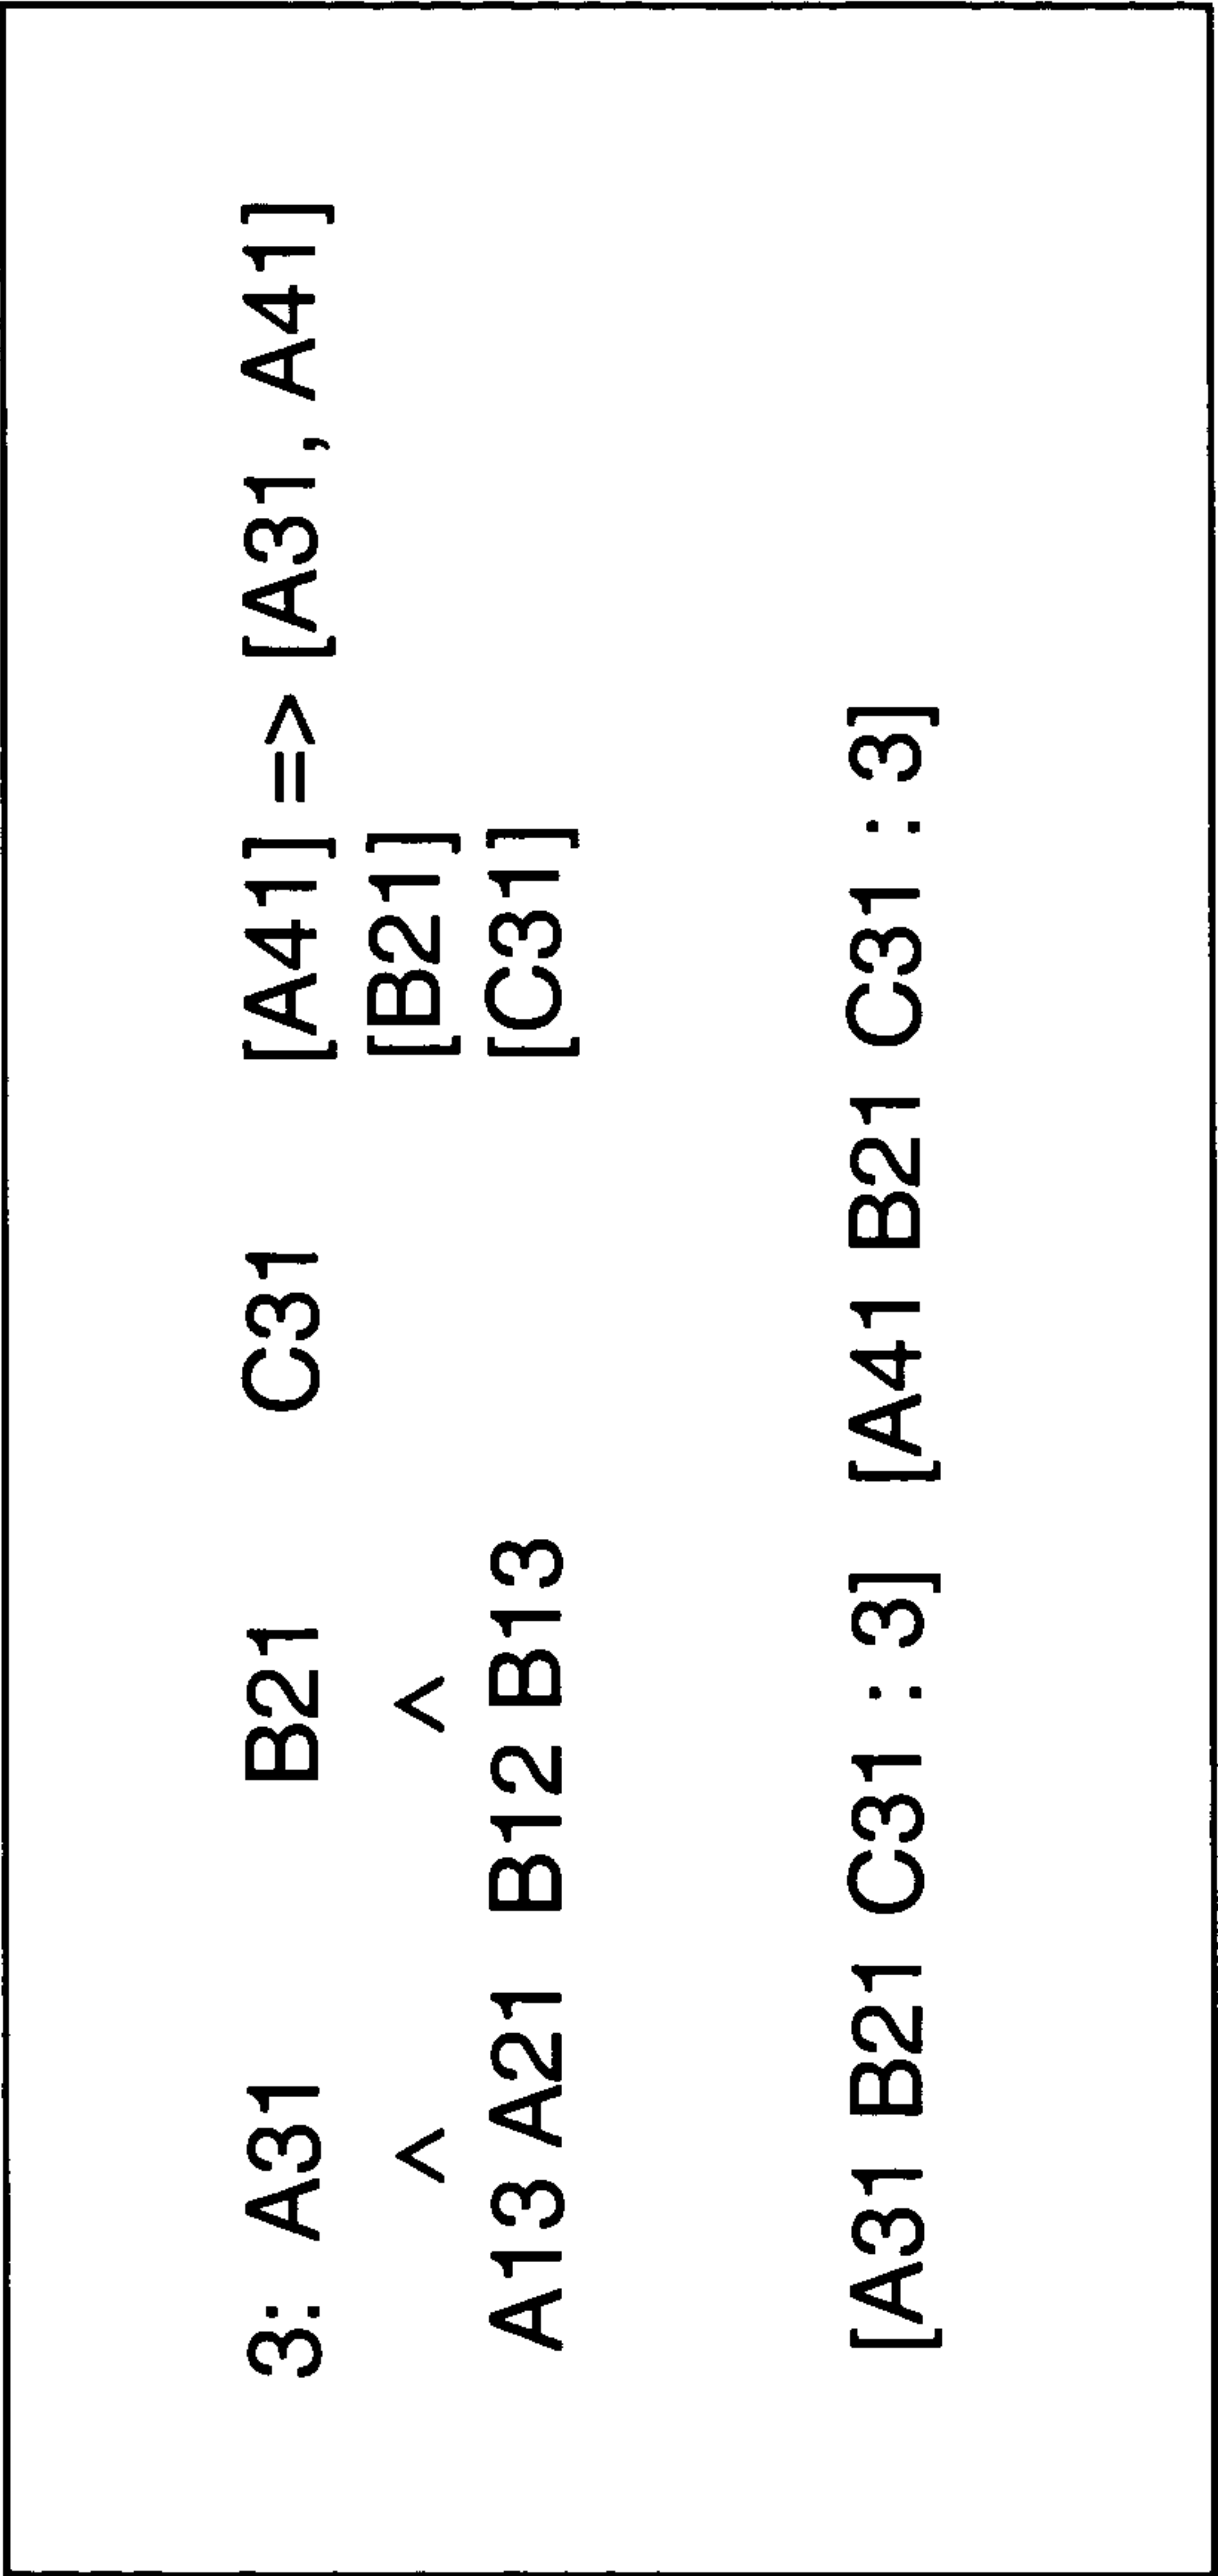 3: A31 B21 C31 [A41] => [A31, A41]
^ ^ [B21]
A13 A21 B12 B13 [C31]
[A31 B21 C31 : 3] [A41 B21 C31 : 3]